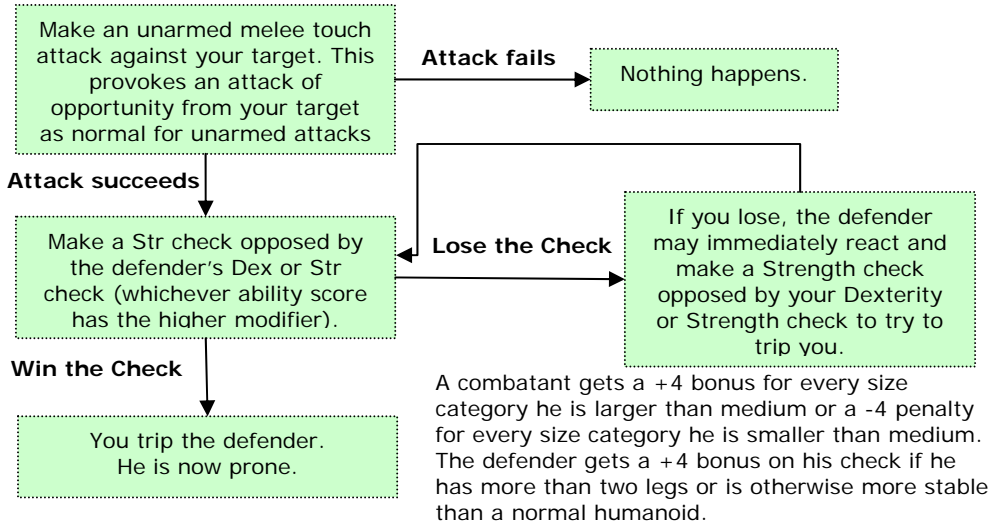 Make an unarmed melee touch
attack against your target. This
provokes an attack of
opportunity from your target
as normal for unarmed attacks
Attack fails
Nothing happens.
Attack succeeds
Make a Str check opposed by
the defender's Dex or Str
check (whichever ability score
has the higher modifier).
Lose the Check
If you lose, the defender
may immediately react and
make a Strength check
opposed by your Dexterity
or Strength check to try to
trip you.
Win the Check
You trip the defender.
He is now prone.
A combatant gets a +4 bonus for every size
category he is larger than medium or a -4 penalty
for every size category he is smaller than medium.
The defender gets a +4 bonus on his check if he
has more than two legs or is otherwise more stable
than a normal humanoid.